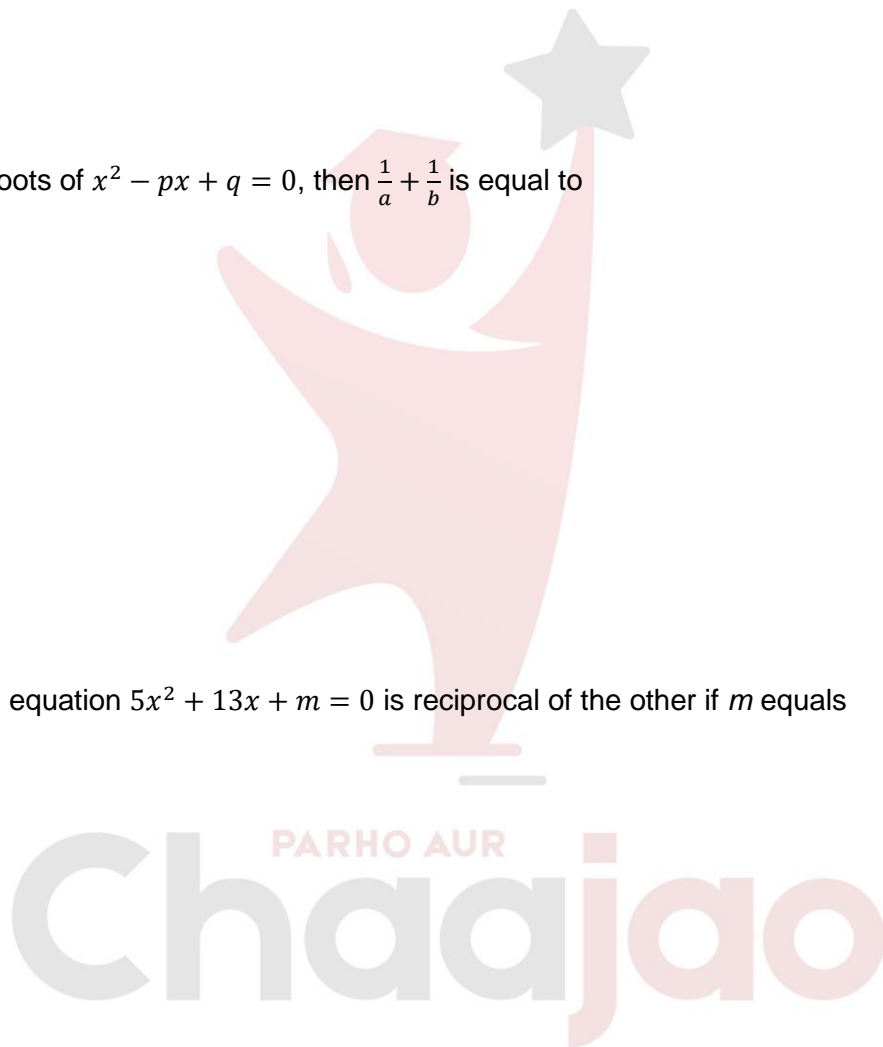 oots of 𝑥² − 𝑝𝑥 + 𝑞 = 0, then 1/𝑎 + 1/𝑏 is equal to
equation 5𝑥² + 13𝑥 + 𝑚 = 0 is reciprocal of the other if m equals
PARHO AUR
Chaajao